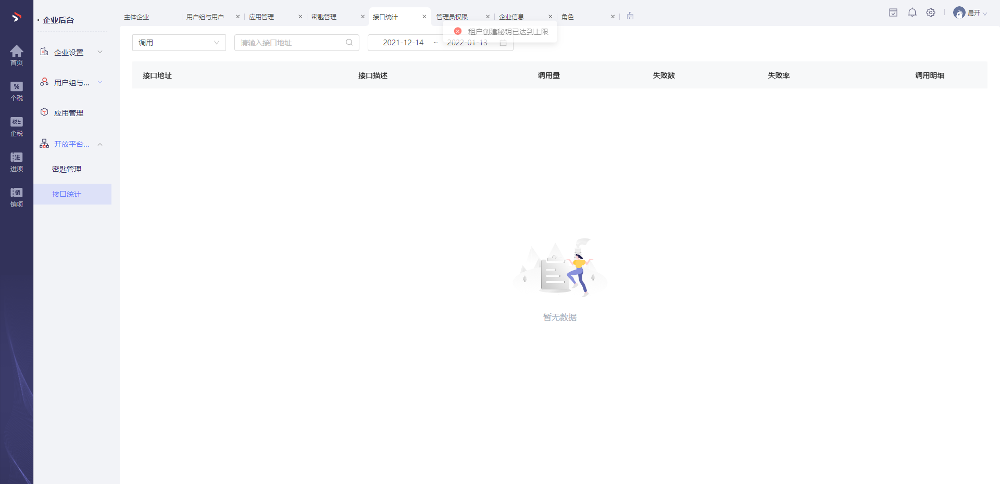 主体企业
用户组与用户
应用管理
密匙管理
接口统计
管理员权限
企业信息
角色
晨开
租户创建秘钥已达到上限
企业后台
首页
%
个税
税
企税
进
进项
销
销项
企业设置
用户组与...
应用管理
开放平台...
密匙管理
接口统计
调用
请输入接口地址
2021-12-14 ~ 2022-01-13
接口地址 接口描述 调用量 失败数 失败率 调用明细
暂无数据